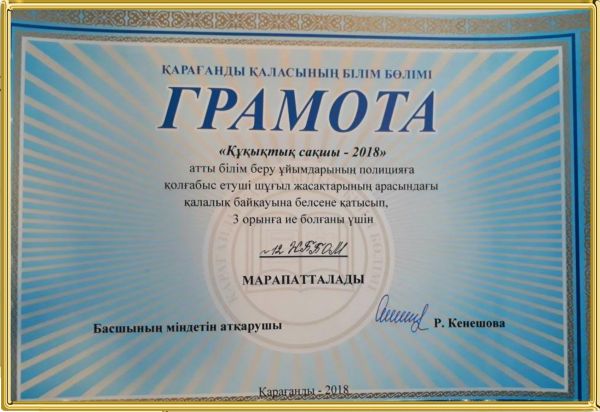 ҚАРАҒАНДЫ ҚАЛАСЫНЫҢ БІЛІМ БӨЛІМІ
ГРАМОТА
«Құқықтық сақшы - 2018»
атты білім беру ұйымдарының полицияға
қолғабыс етуші шұғыл жасақтарының арасындағы
қалалық байқауына белсене қатысып,
3 орынға ие болғаны үшін
№12 КББОМ
МАРАПАТТАЛАДЫ
Басшының міндетін атқарушы Р. Кенешова
Қарағанды - 2018